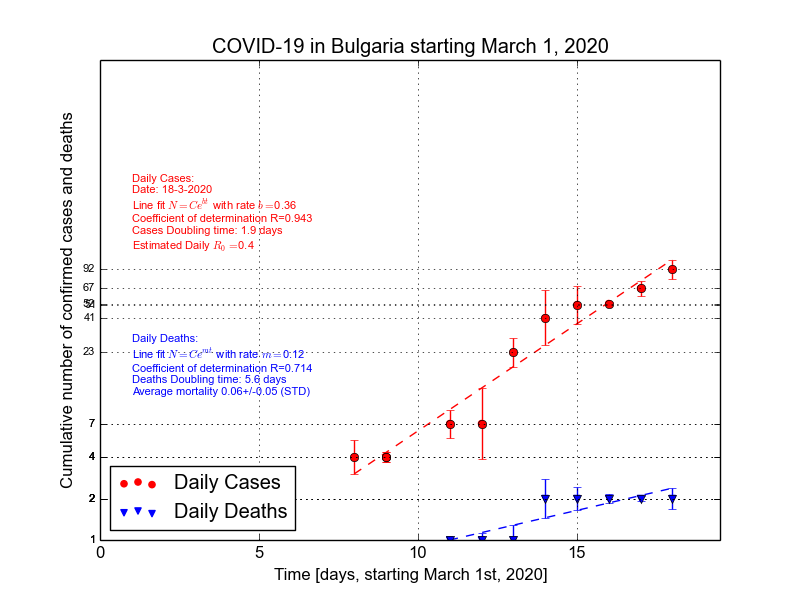 COVID-19 in Bulgaria starting March 1, 2020
Cumulative number of confirmed cases and deaths
Daily Cases:
Date: 18-3-2020
Line fit N=Ce^{bt} with rate b=0.36
Coefficient of determination R=0.943
Cases Doubling time: 1.9 days
Estimated Daily R_0=0.4
Daily Deaths:
Line fit N=Ce^{mt} with rate m=0.12
Coefficient of determination R=0.714
Deaths Doubling time: 5.6 days
Average mortality 0.06+/-0.05 (STD)
92
67
41
23
7
4
2
1
Daily Cases
Daily Deaths
0 5 10 15
Time [days, starting March 1st, 2020]